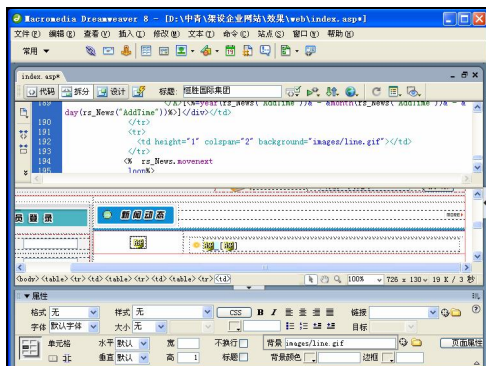 Macromedia Dreamweaver 8 - [D:\中青\架设企业网站\效果\web\index.asp*]
文件(F) 编辑(E) 查看(V) 插入(I) 修改(M) 文本(T) 命令(C) 站点(S) 窗口(W) 帮助(H)
常用
index.asp*
代码 拆分 设计 标题: 恒胜国际集团
189
day(rs_News("AddTime"))%>]</div></td>
190 </tr>
191 <tr>
192 <td height="1" colspan="2" background="images/line.gif"></td>
193 </tr>
194 <% rs_News.movenext
195 loop%>
员 登 录 新 闻 动 态 more
[ ]
<body> <table> <tr> <td> <table> <tr> <td> <table> <tr> <td> 100% 726 x 130 19 K / 3 秒
属性
格式 无 样式 无 CSS B I 链接
字体 默认字体 大小 无 目标
单元格 水平 默认 宽 不换行 背景 images/line.gif 页面属性
垂直 默认 高 1 标题 背景颜色 边框